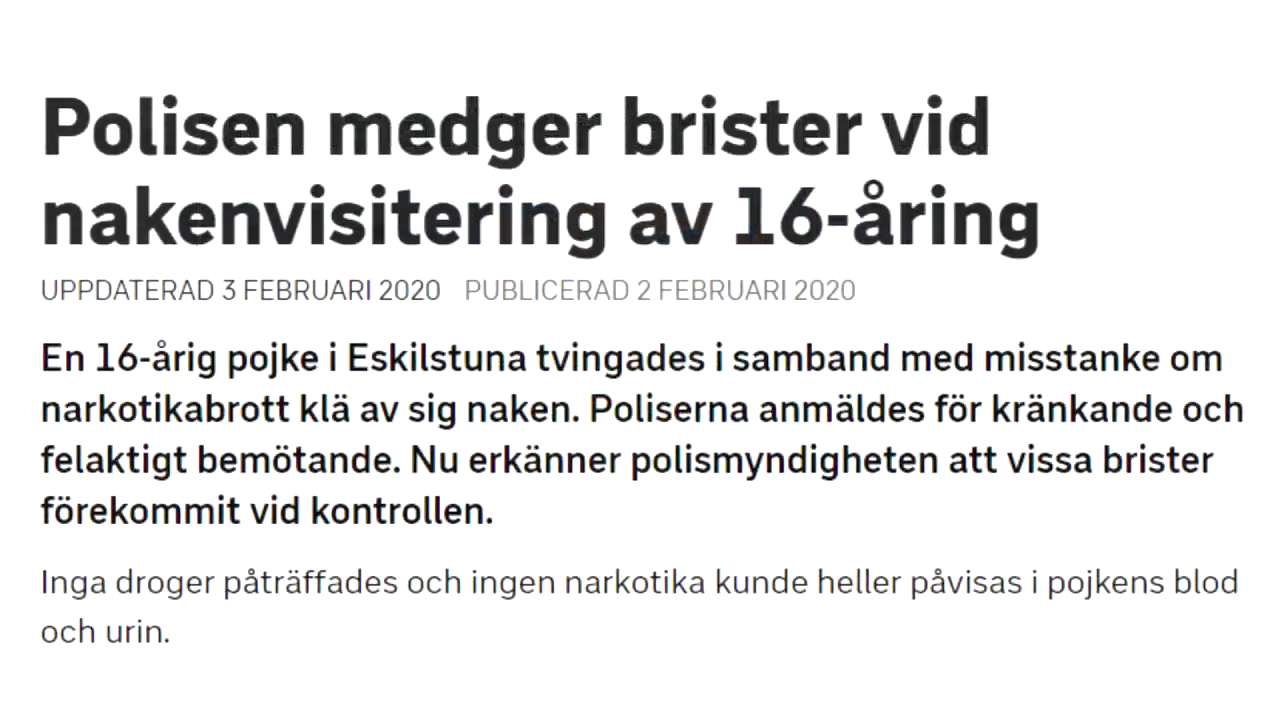 Polisen medger brister vid
nakenvisitering av 16-åring
UPPDATERAD 3 FEBRUARI 2020 PUBLICERAD 2 FEBRUARI 2020
En 16-årig pojke i Eskilstuna tvingades i samband med misstanke om
narkotikabrott klä av sig naken. Poliserna anmäldes för kränkande och
felaktigt bemötande. Nu erkänner polismyndigheten att vissa brister
förekommit vid kontrollen.
Inga droger påträffades och ingen narkotika kunde heller påvisas i pojkens blod
och urin.